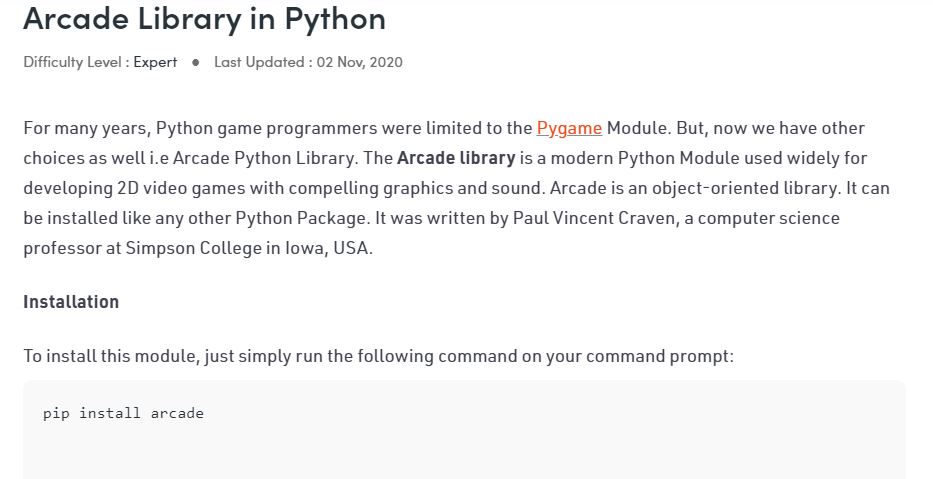 Arcade Library in Python
Difficulty Level : Expert ● Last Updated : 02 Nov, 2020
For many years, Python game programmers were limited to the Pygame Module. But, now we have other
choices as well i.e Arcade Python Library. The Arcade library is a modern Python Module used widely for
developing 2D video games with compelling graphics and sound. Arcade is an object-oriented library. It can
be installed like any other Python Package. It was written by Paul Vincent Craven, a computer science
professor at Simpson College in Iowa, USA.
Installation
To install this module, just simply run the following command on your command prompt:
pip install arcade